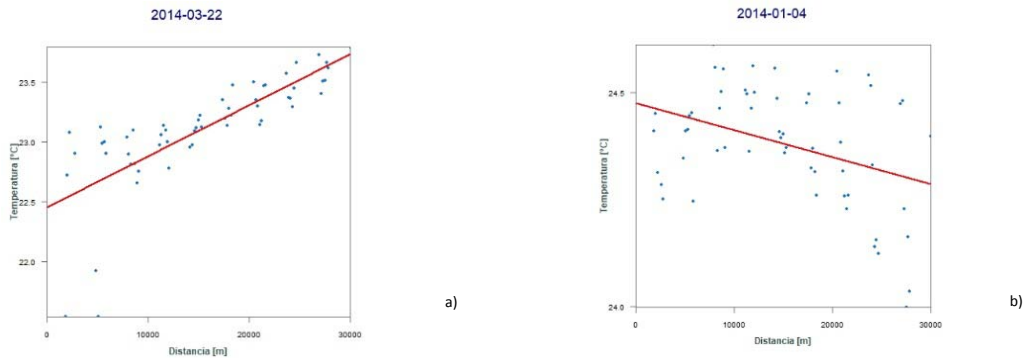 2014-03-22
Temperatura [°C]
23.5
23.0
22.5
22.0
0
10000
20000
30000
Distancia [m]
a)
2014-01-04
Temperatura [°C]
24.5
24.0
0
10000
20000
30000
Distancia [m]
b)